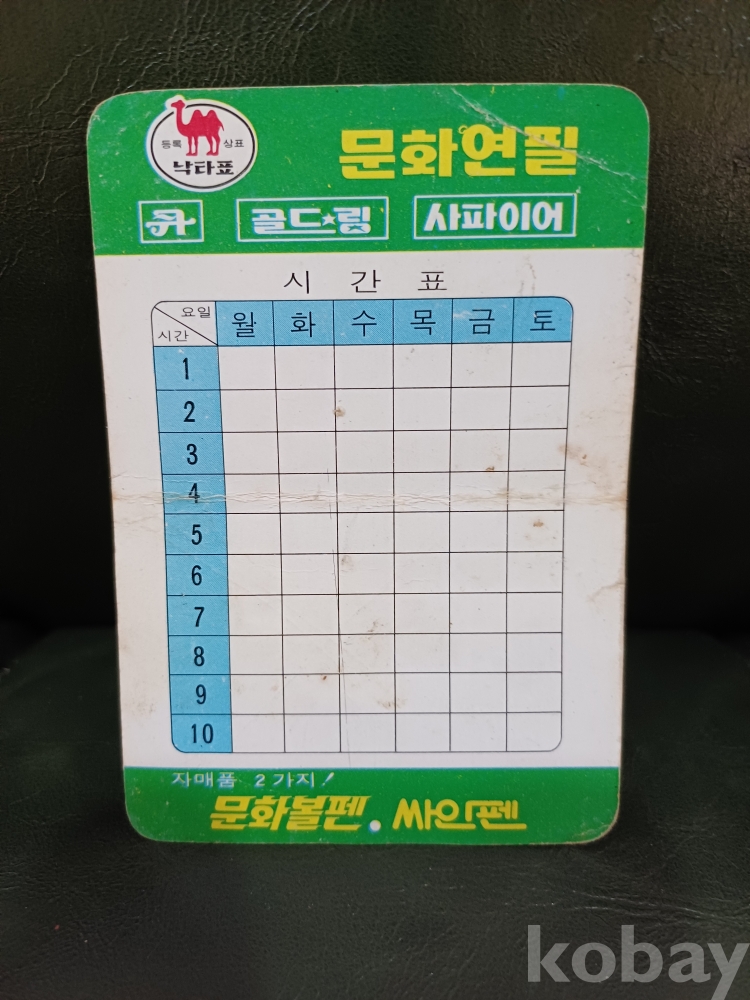 등록 상표
낙타표
문화연필
골드★링
사파이어
시 간 표
요일
시간
월 화 수 목 금 토
1
2
3
4
5
6
7
8
9
10
자매품 2가지!
문화볼펜 · 싸인펜
kobay